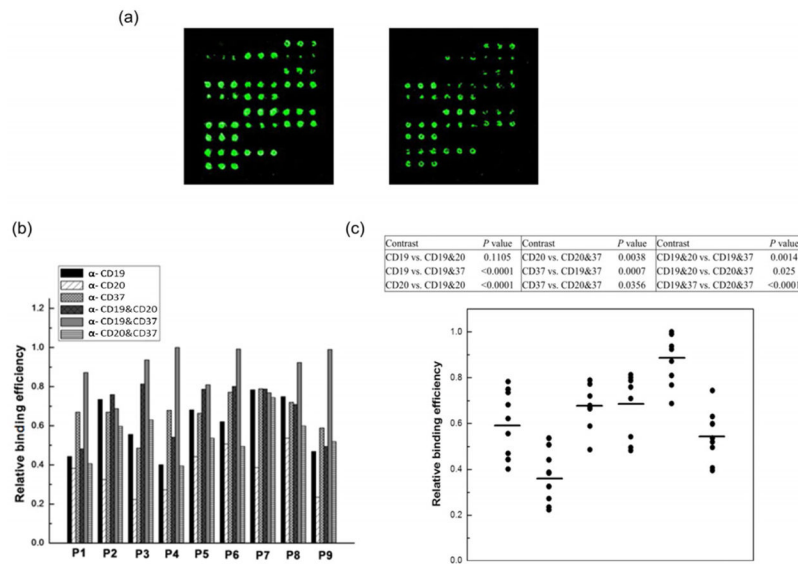 (a)
(b)
(c)
α- CD19
α- CD20
α- CD37
α- CD19&CD20
α- CD19&CD37
α- CD20&CD37
Relative binding efficiency
1.2
1.0
0.8
0.6
0.4
0.2
0.0
P1 P2 P3 P4 P5 P6 P7 P8 P9
Contrast P value Contrast P value Contrast P value
CD19 vs. CD19&20 0.1105 CD20 vs. CD20&37 0.0038 CD19&20 vs. CD19&37 0.0014
CD19 vs. CD19&37 <0.0001 CD37 vs. CD19&37 0.0007 CD19&20 vs. CD20&37 0.025
CD20 vs. CD19&20 <0.0001 CD37 vs. CD20&37 0.0356 CD19&37 vs. CD20&37 <0.0001
Relative binding efficiency
1.0
0.8
0.6
0.4
0.2
0.0